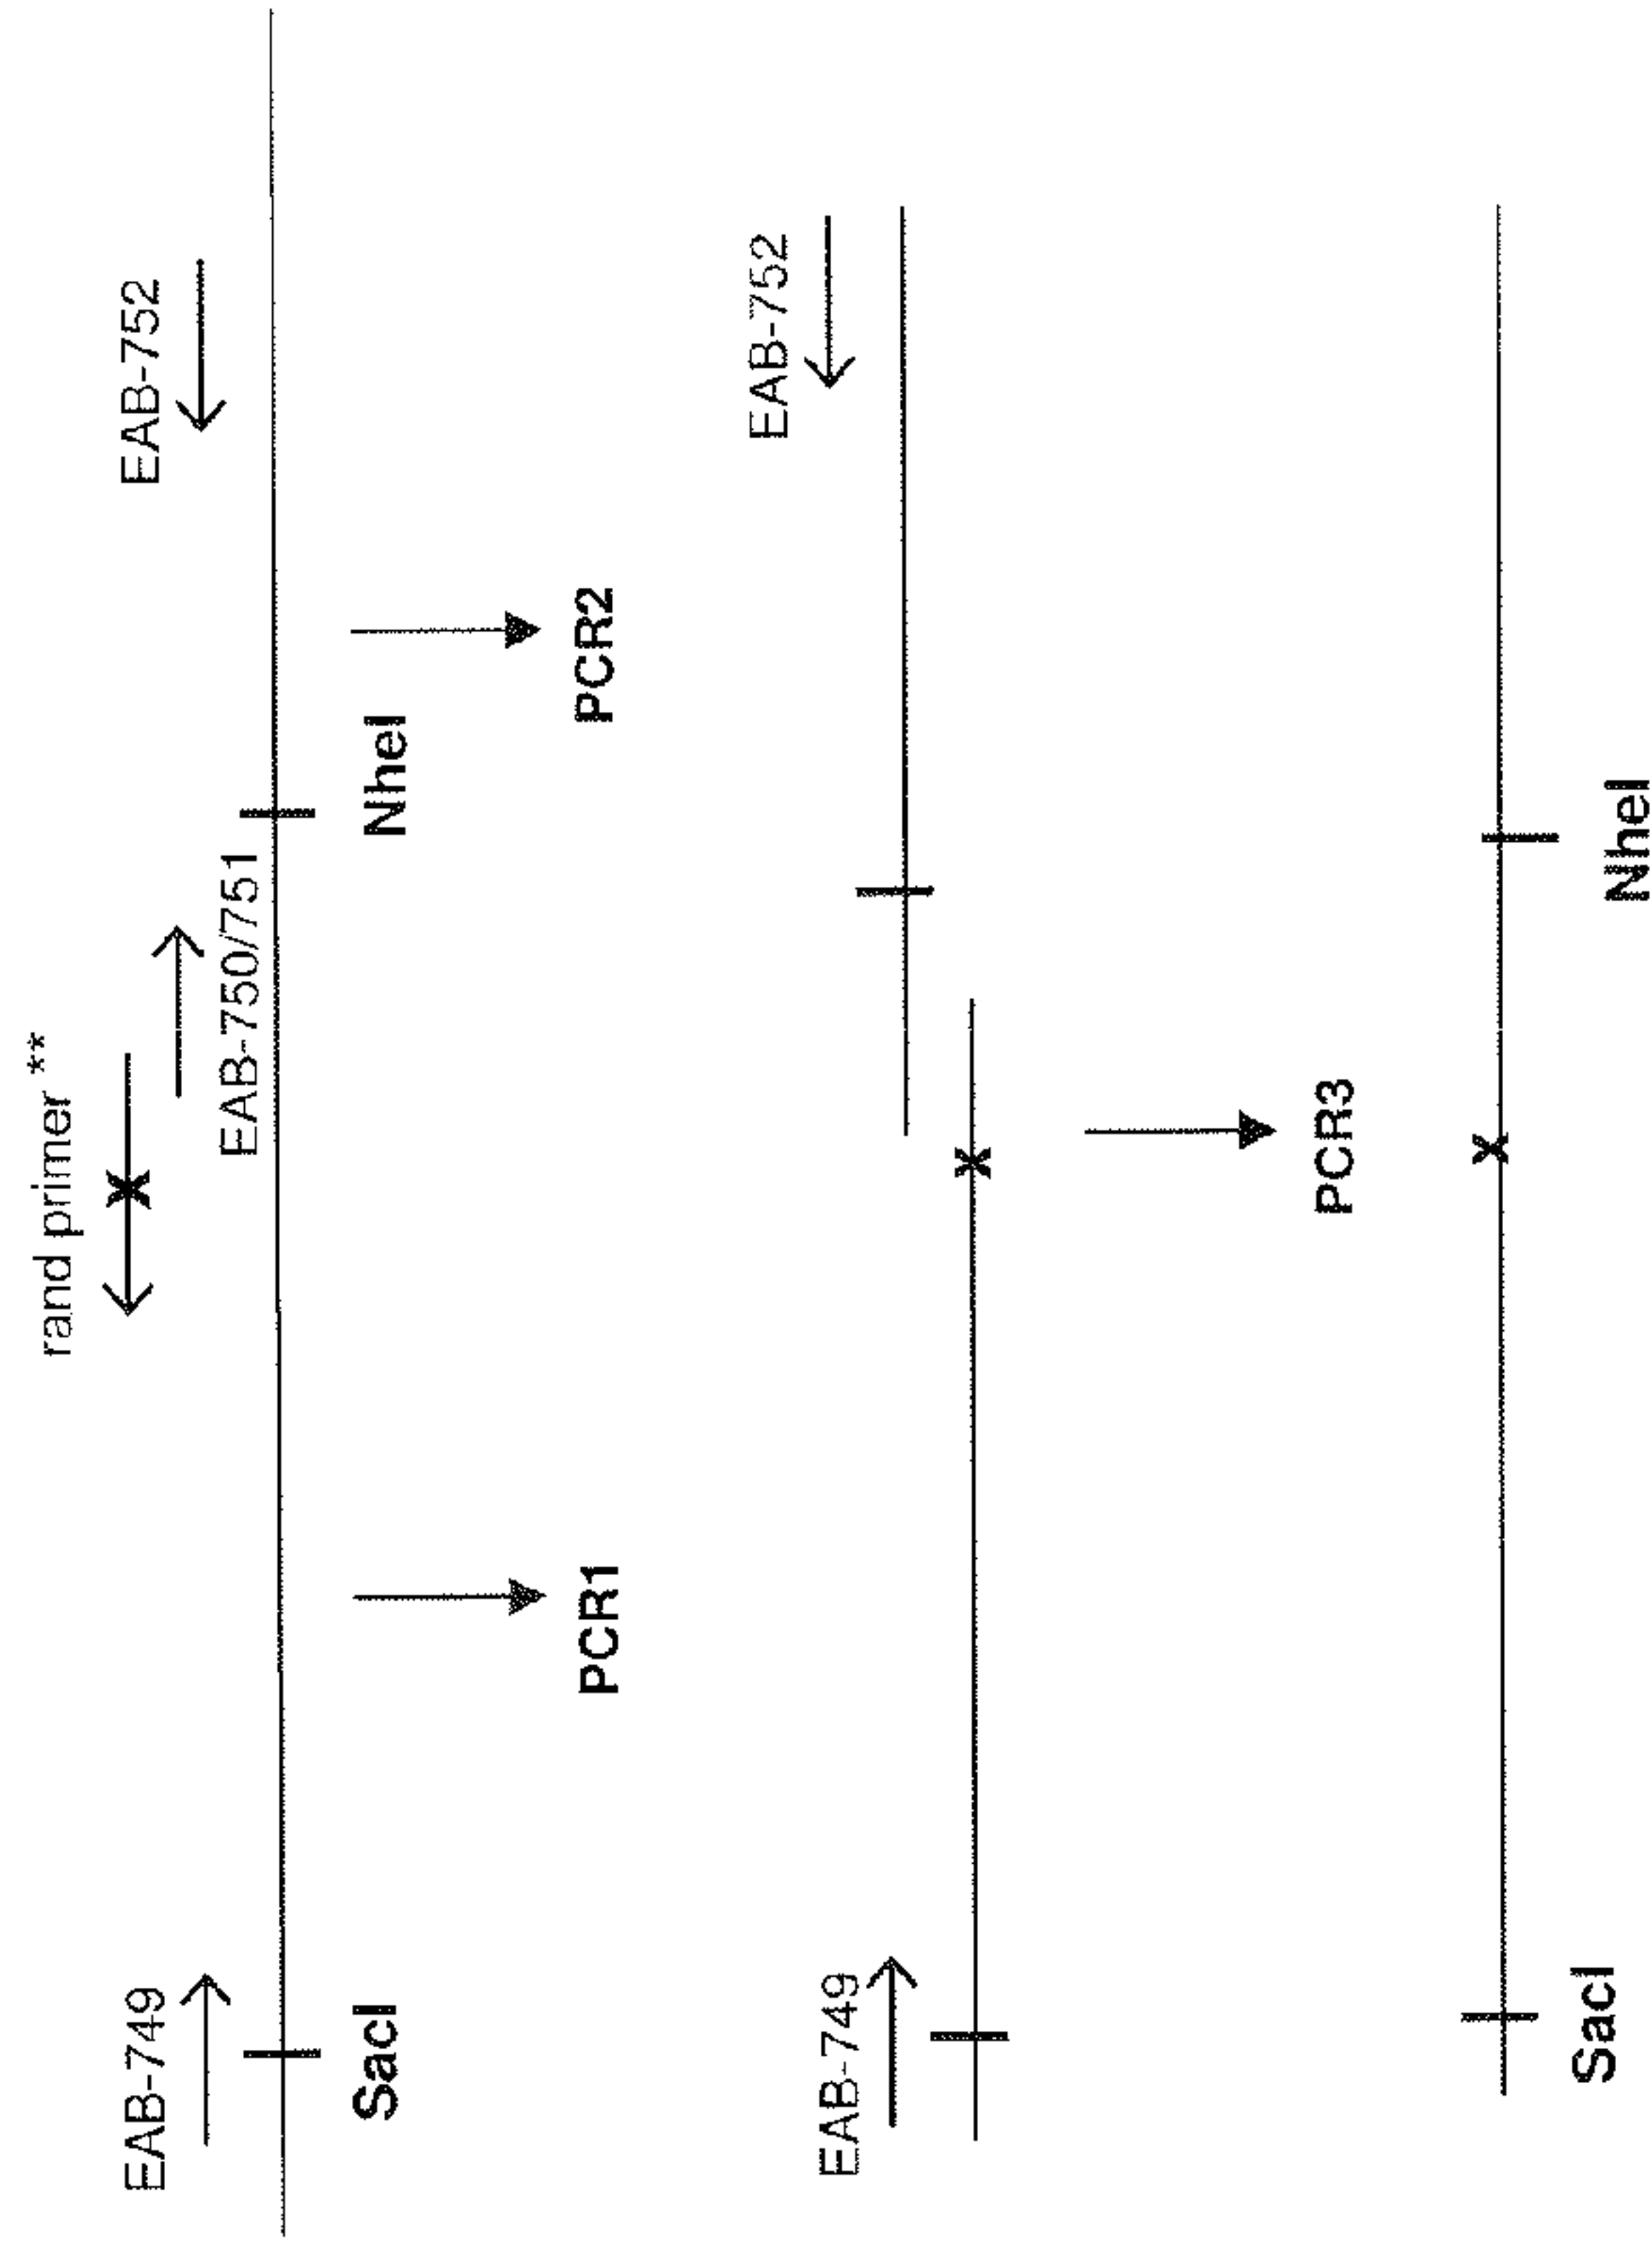 rand primer **
EAB-749
EAB-752
EAB-750/751
SacI
NheI
PCR1
PCR2
EAB-752
EAB-749
x
PCR3
x
SacI
NheI